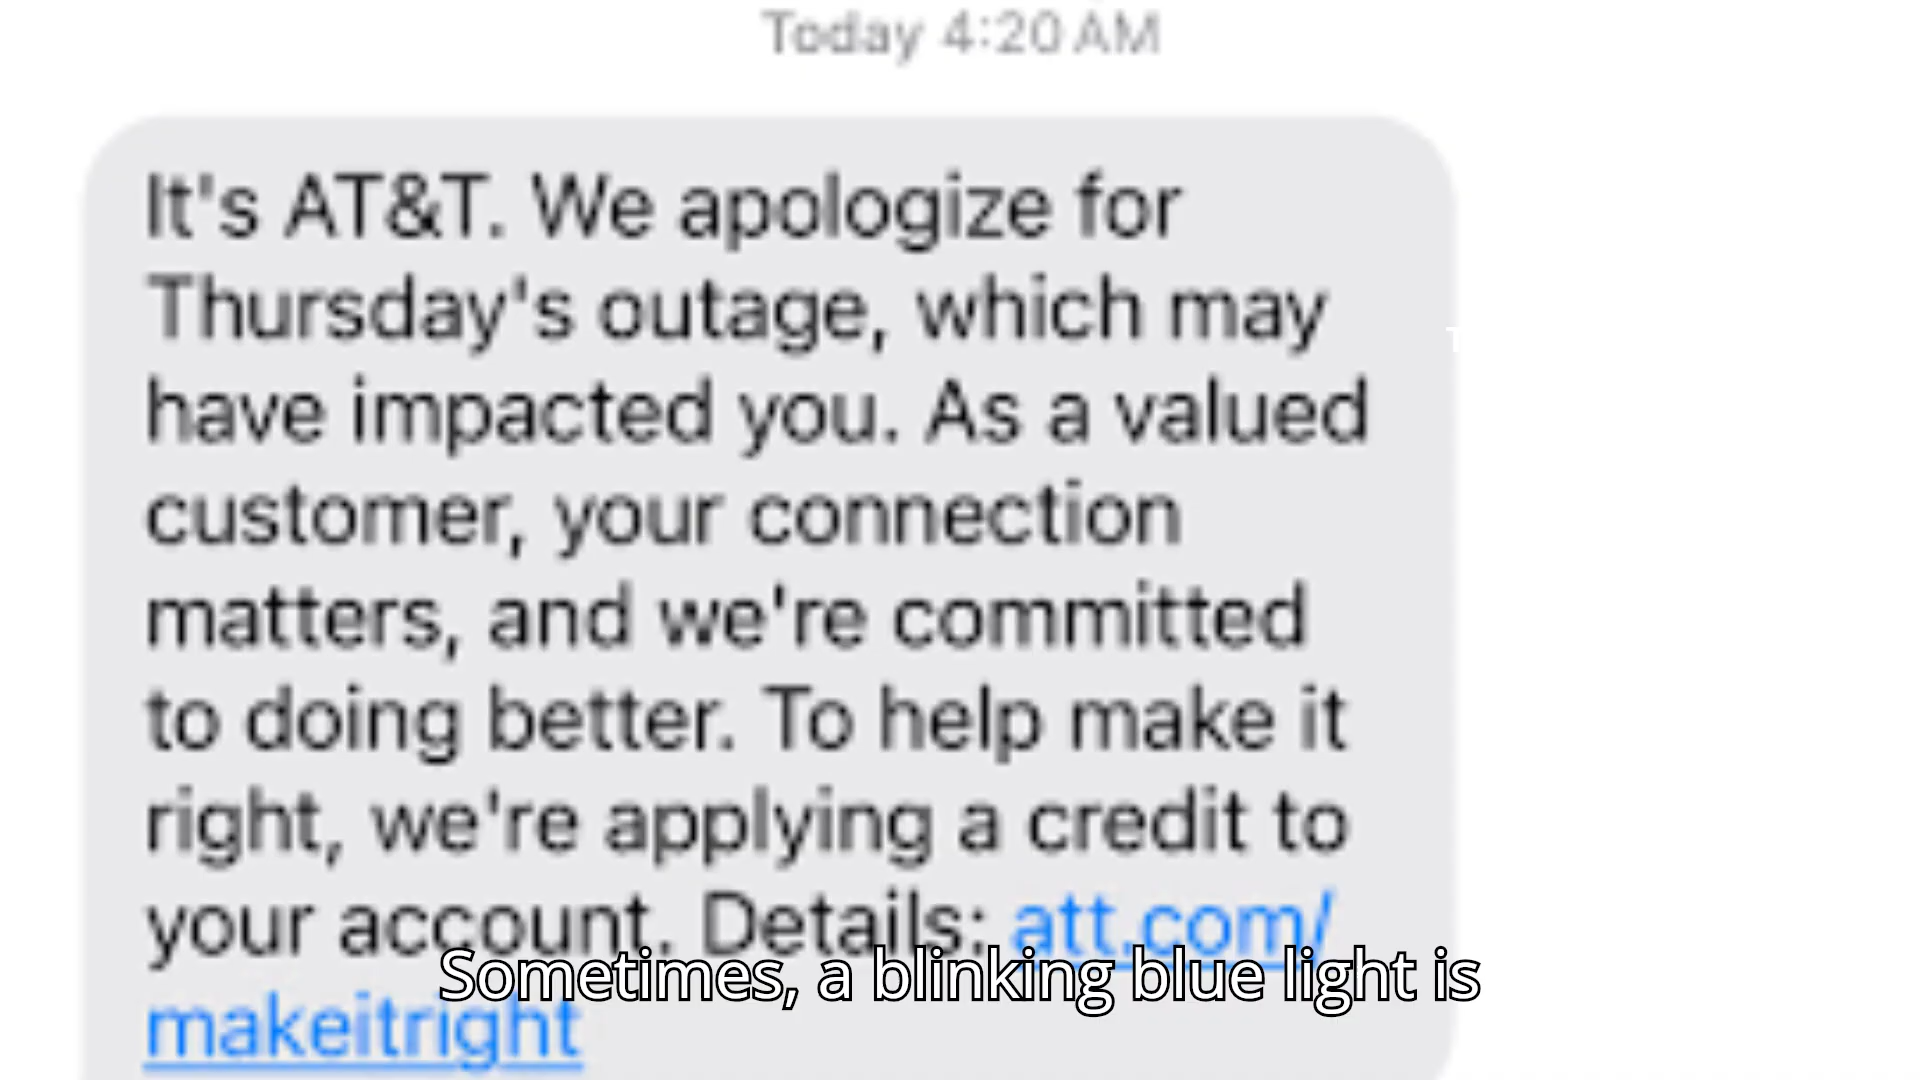 Today 4:20 AM
It's AT&T. We apologize for
Thursday's outage, which may
have impacted you. As a valued
customer, your connection
matters, and we're committed
to doing better. To help make it
right, we're applying a credit to
your account. Details: att.com/
makeitright
Sometimes, a blinking blue light is